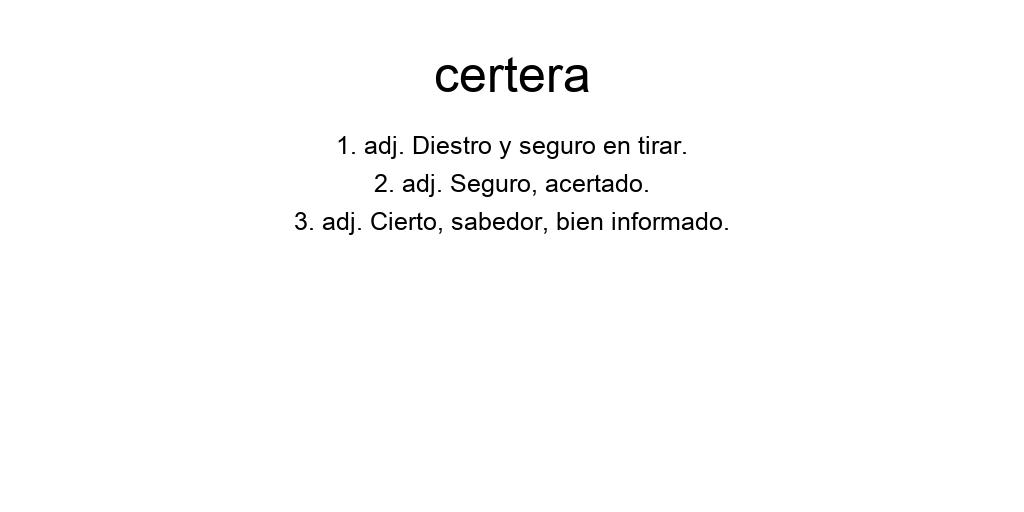 certera
1. adj. Diestro y seguro en tirar.
2. adj. Seguro, acertado.
3. adj. Cierto, sabedor, bien informado.